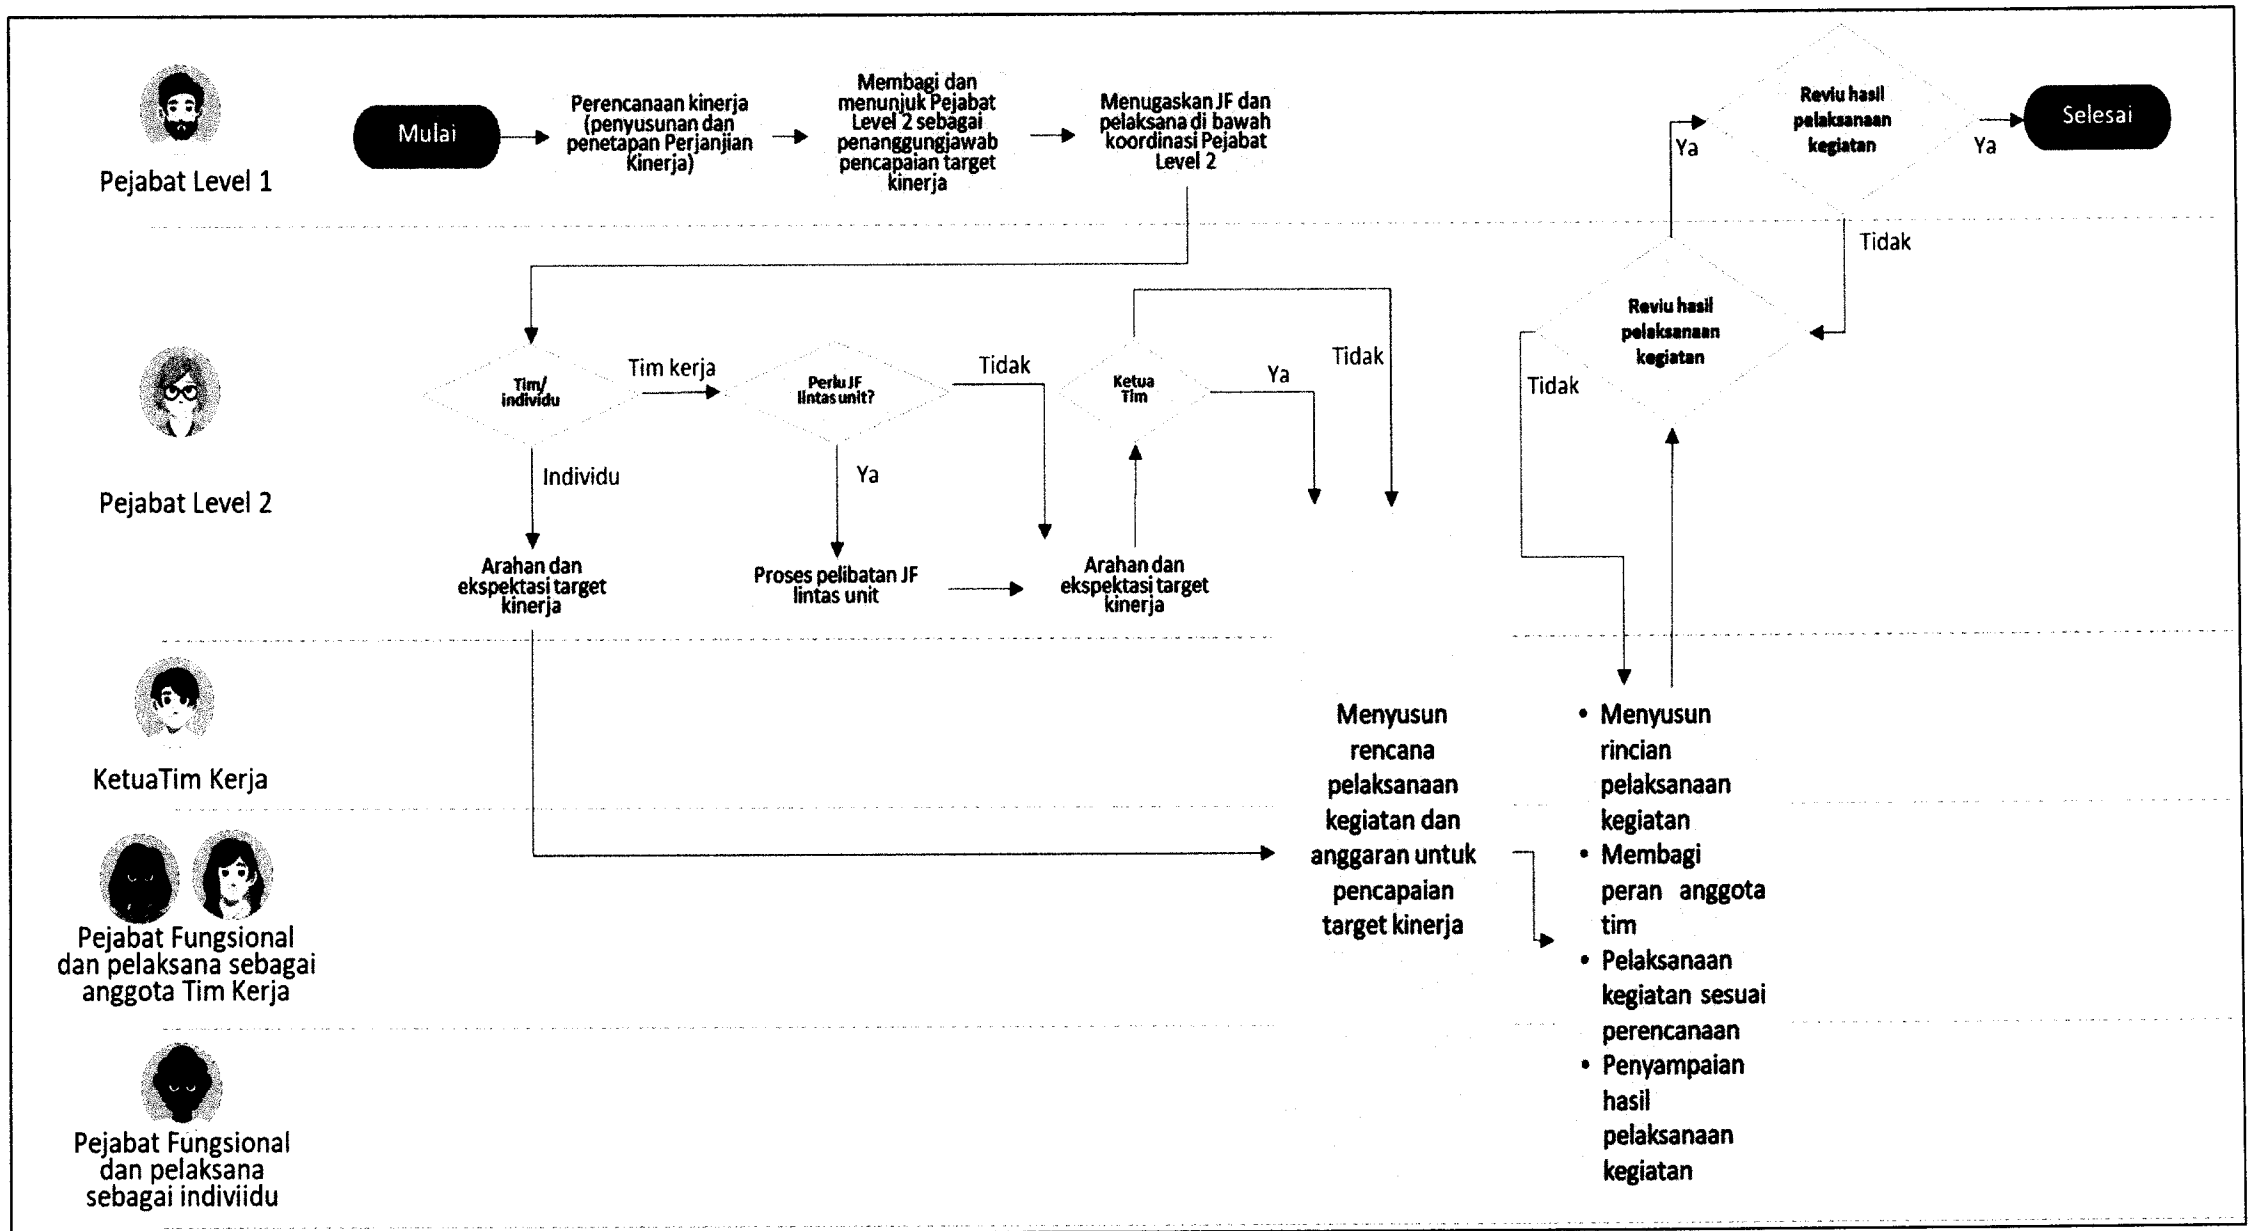 Pejabat Level 1
Mulai
Perencanaan kinerja
(penyusunan dan
penetapan Perjanjian
Kinerja)
Membagi dan
menunjuk Pejabat
Level 2 sebagai
penanggungjawab
pencapaian target
kinerja
Menugaskan JF dan
pelaksana di bawah
koordinasi Pejabat
Level 2
Ya
Reviu hasil
pelaksanaan
kegiatan
Ya
Selesai
Tidak
Pejabat Level 2
Tim/
individu
Tim kerja
Individu
Perlu JF
lintas unit?
Tidak
Ya
Ketua
Tim
Ya
Tidak
Reviu hasil
pelaksanaan
kegiatan
Tidak
Arahan dan
ekspektasi target
kinerja
Proses pelibatan JF
lintas unit
Arahan dan
ekspektasi target
kinerja
KetuaTim Kerja
Pejabat Fungsional
dan pelaksana sebagai
anggota Tim Kerja
Pejabat Fungsional
dan pelaksana
sebagai indiviidu
Menyusun
rencana
pelaksanaan
kegiatan dan
anggaran untuk
pencapaian
target kinerja
• Menyusun
rincian
pelaksanaan
kegiatan
• Membagi
peran anggota
tim
• Pelaksanaan
kegiatan sesuai
perencanaan
• Penyampaian
hasil
pelaksanaan
kegiatan